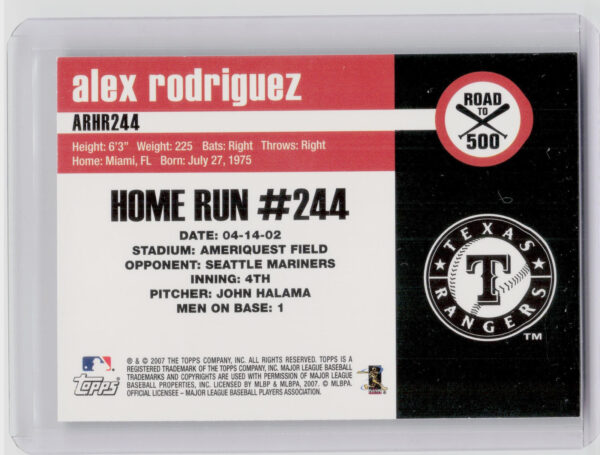 alex rodriguez
ARHR244
Height: 6'3" Weight: 225 Bats: Right Throws: Right
Home: Miami, FL Born: July 27, 1975
ROAD
TO
500
HOME RUN #244
DATE: 04-14-02
STADIUM: AMERIQUEST FIELD
OPPONENT: SEATTLE MARINERS
INNING: 4TH
PITCHER: JOHN HALAMA
MEN ON BASE: 1
TEXAS
T
RANGERS
TM
topps
® & © 2007 THE TOPPS COMPANY, INC. ALL RIGHTS RESERVED. TOPPS IS A
REGISTERED TRADEMARK OF THE TOPPS COMPANY, INC. MAJOR LEAGUE BASEBALL
TRADEMARKS AND COPYRIGHTS ARE USED WITH PERMISSION OF MAJOR LEAGUE
BASEBALL PROPERTIES, INC. LICENSED BY MLBP & MLBPA, 2007. © MLBPA.
OFFICIAL LICENSEE – MAJOR LEAGUE BASEBALL PLAYERS ASSOCIATION.